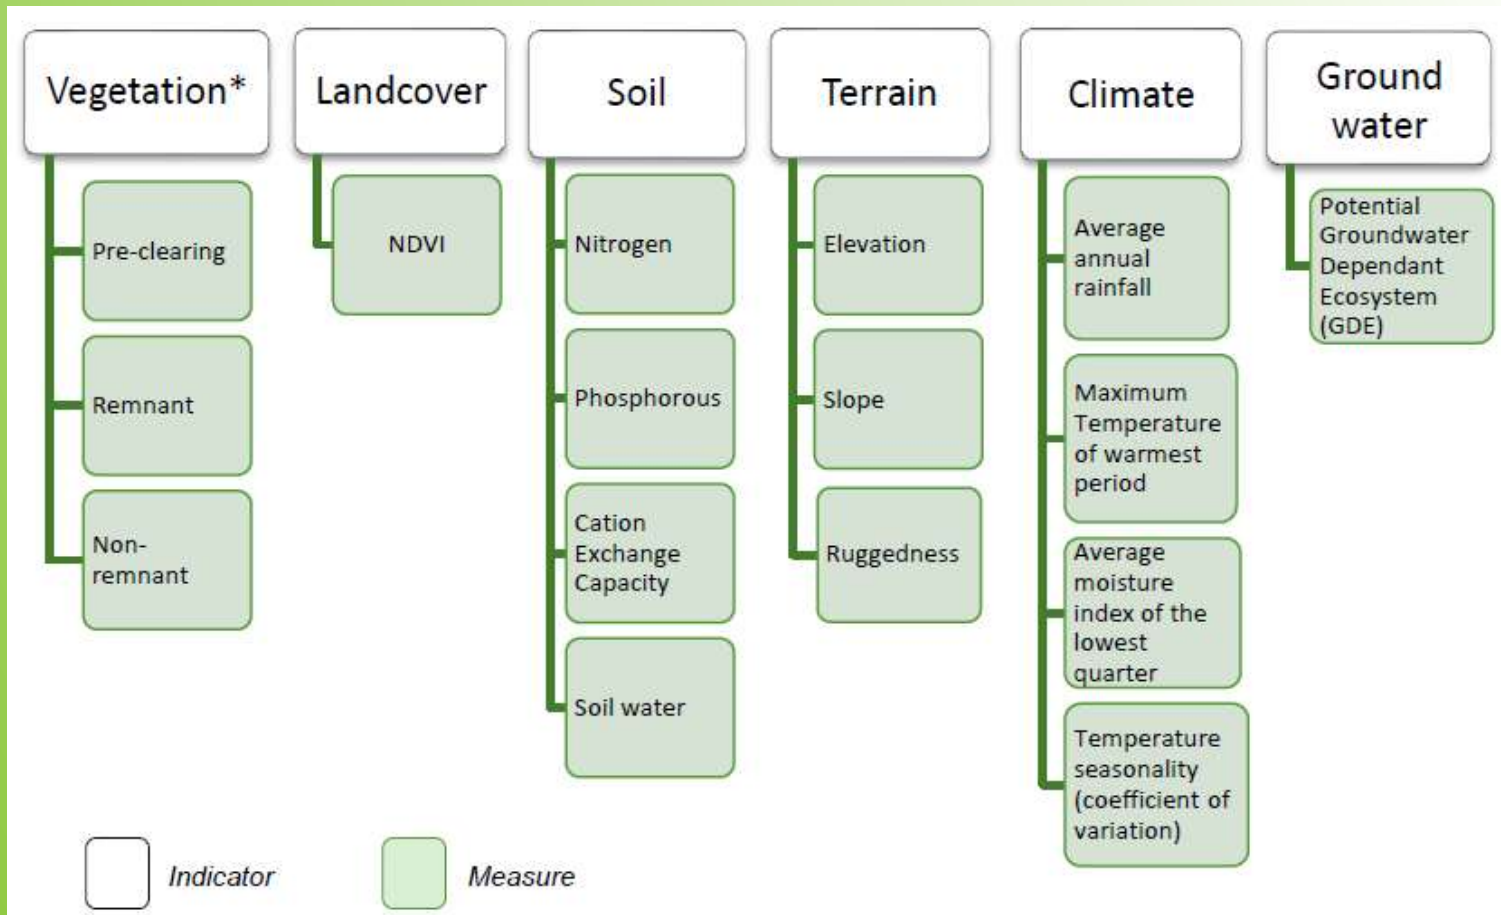 Vegetation*
Pre-clearing
Remnant
Non-
remnant
Landcover
NDVI
Soil
Nitrogen
Phosphorous
Cation
Exchange
Capacity
Soil water
Terrain
Elevation
Slope
Ruggedness
Climate
Average
annual
rainfall
Maximum
Temperature
of warmest
period
Average
moisture
index of the
lowest
quarter
Temperature
seasonality
(coefficient of
variation)
Ground
water
Potential
Groundwater
Dependant
Ecosystem
(GDE)
Indicator
Measure